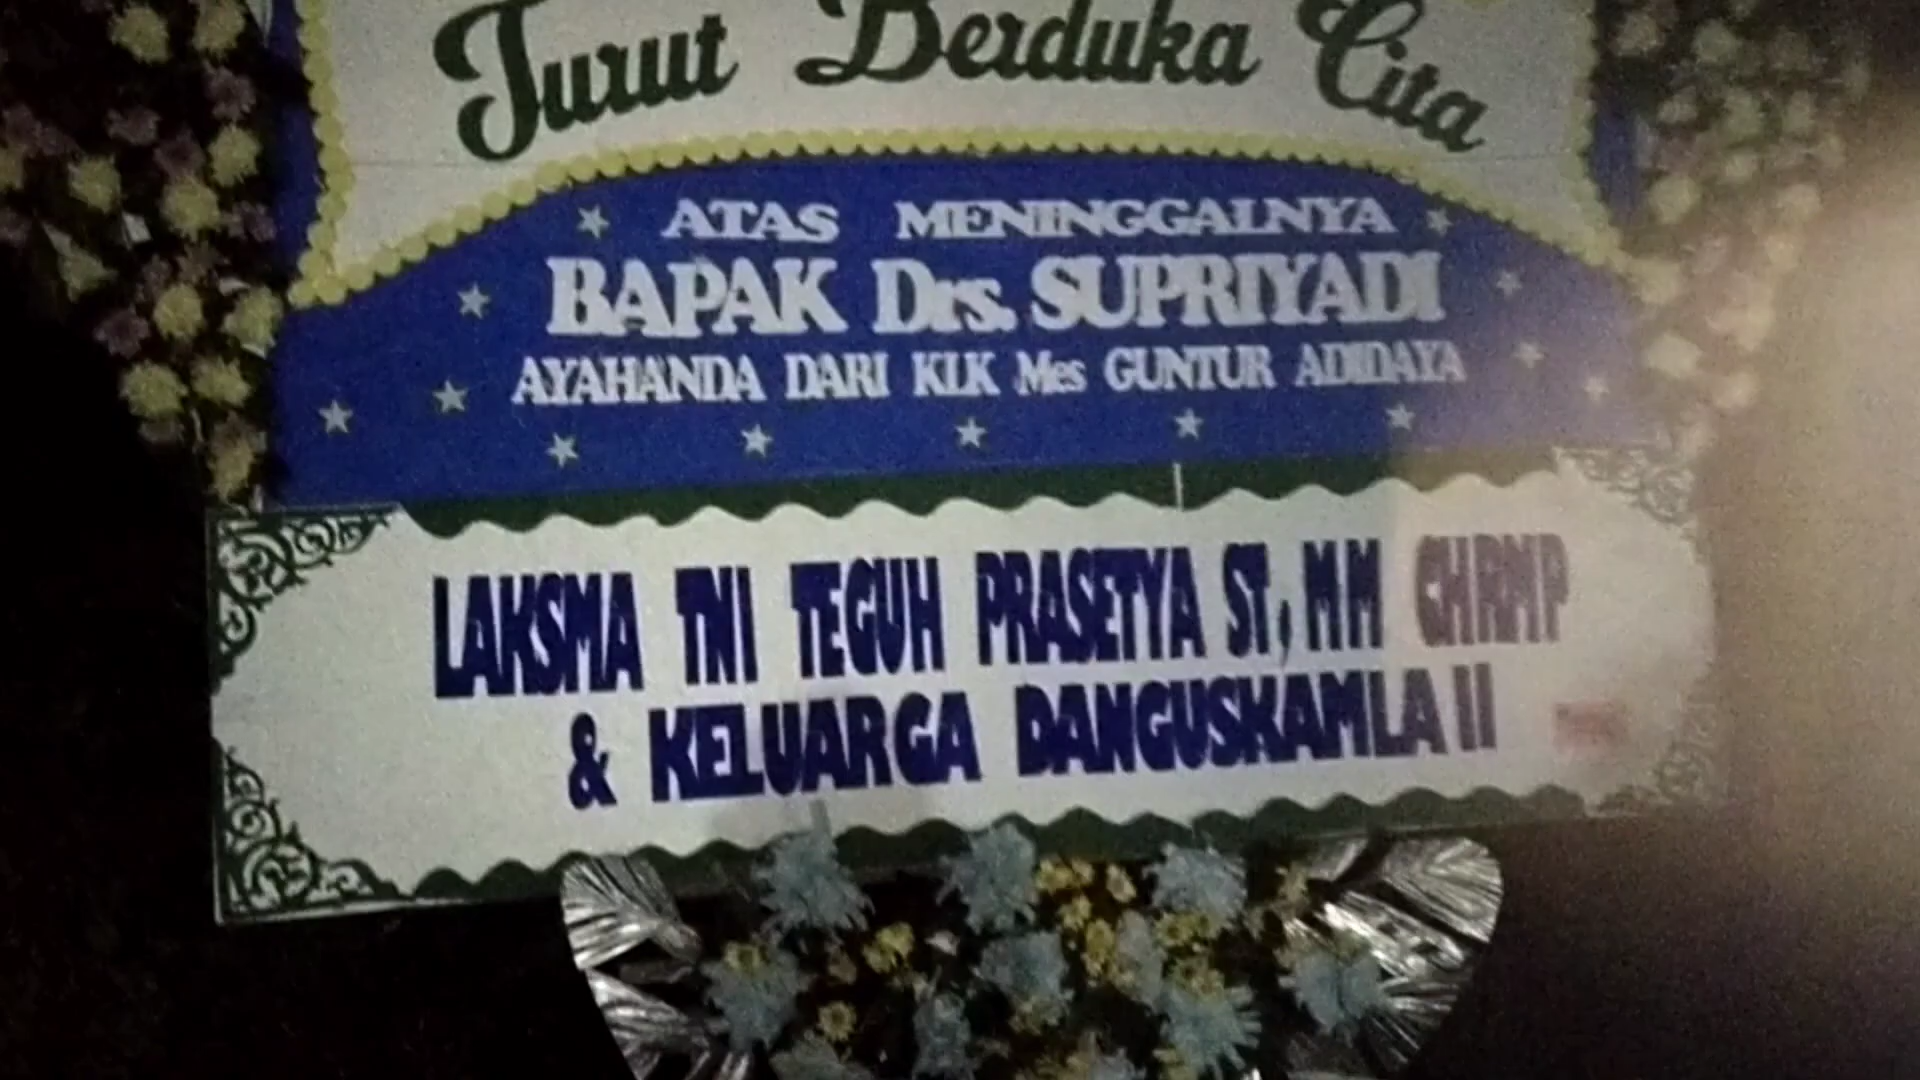 Turut Berduka Cita
ATAS MENINGGALNYA
BAPAK Drs. SUPRIYADI
AYAHANDA DARI KLK Mes GUNTUR ADIDAYA
LAKSMA TNI TEGUH PRASETYA ST, MM CHRMP
& KELUARGA DANGUSKAMLA II